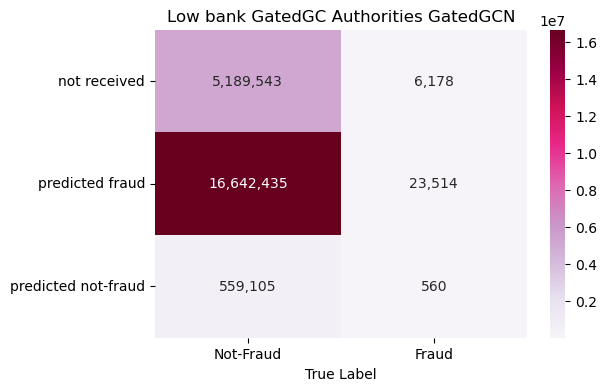 Low bank GatedGC Authorities GatedGCN
1e7
not received
5,189,543
6,178
predicted fraud
16,642,435
23,514
predicted not-fraud
559,105
560
Not-Fraud
Fraud
True Label
1.6
1.4
1.2
1.0
0.8
0.6
0.4
0.2